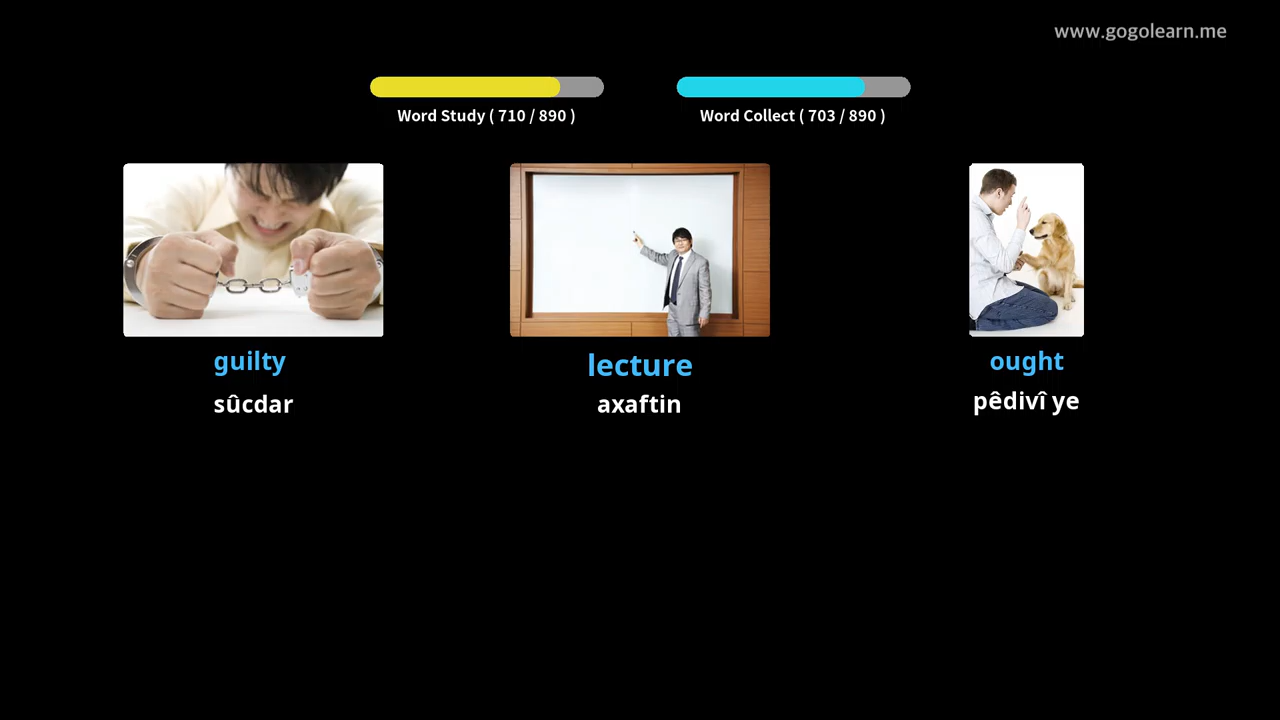 www.gogolearn.me
Word Study ( 710 / 890 )
Word Collect ( 703 / 890 )
guilty
sûcdar
lecture
axaftin
ought
pêdivî ye